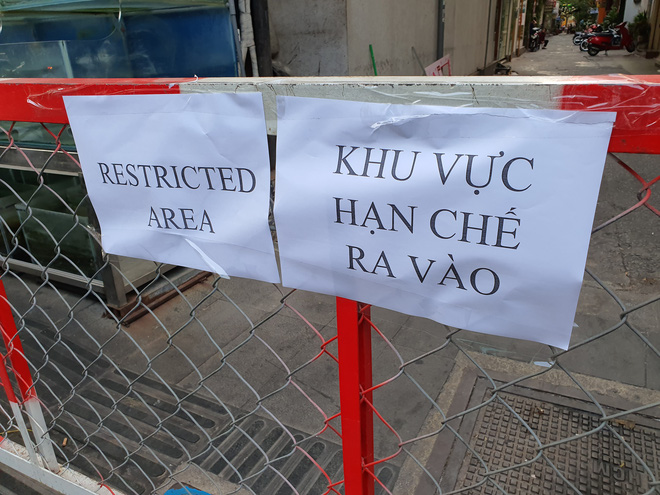 RESTRICTED
AREA
KHU VỰC
HẠN CHẾ
RA VÀO